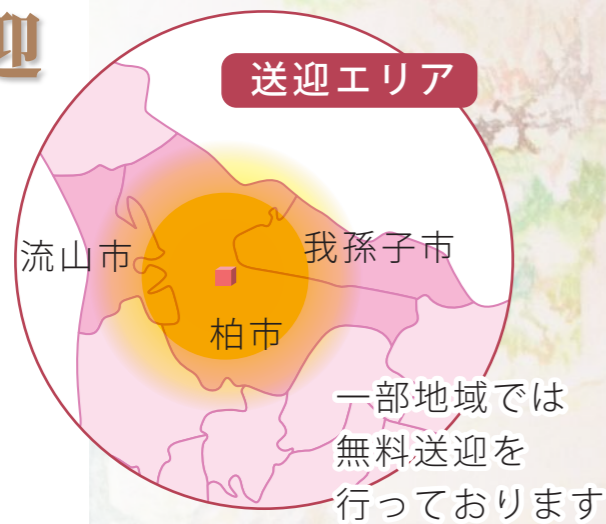 迎
送迎エリア
流山市
我孫子市
柏市
一部地域では
無料送迎を
行っております